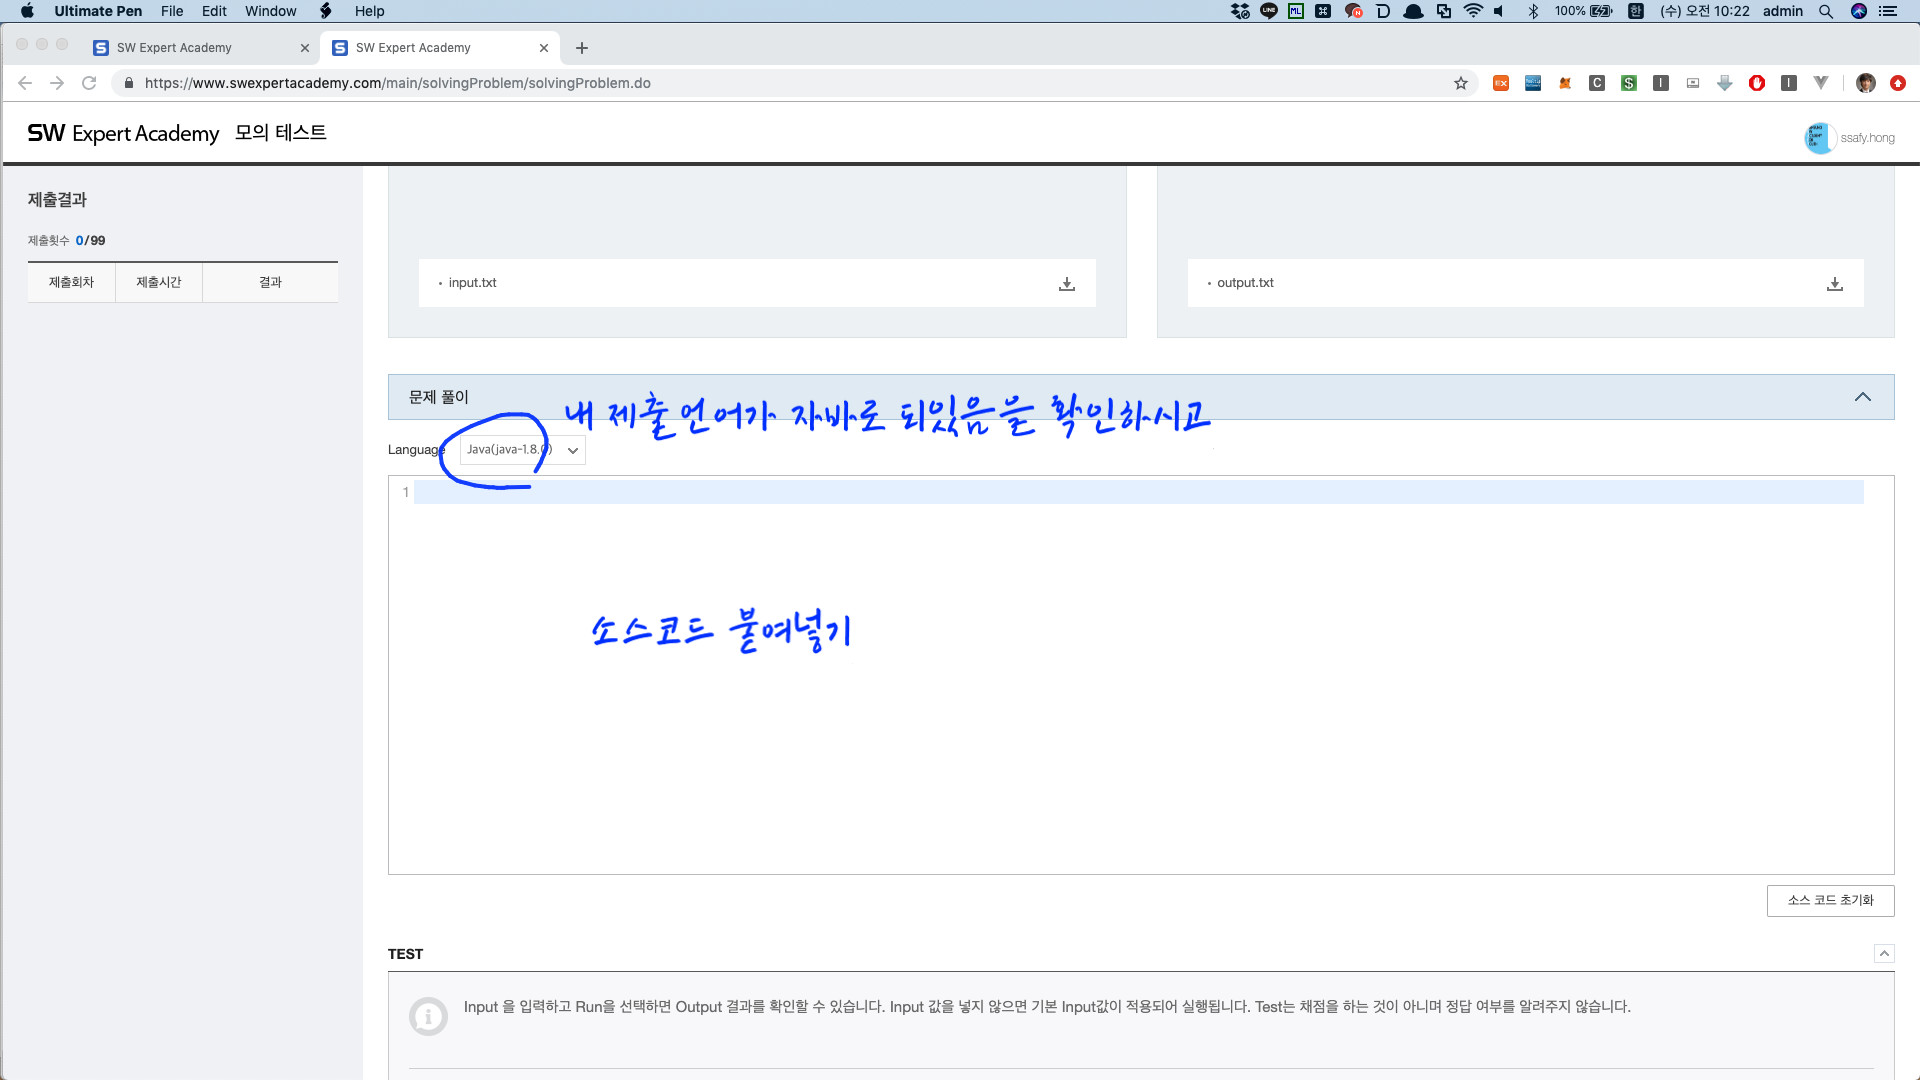 Ultimate Pen File Edit Window Help
100% 한 (수) 오전 10:22 admin
SW Expert Academy
SW Expert Academy
https://www.swexpertacademy.com/main/solvingProblem/solvingProblem.do
SW Expert Academy 모의 테스트
ssafy.hong
제출결과
제출횟수 0/99
제출회차 제출시간 결과
input.txt
output.txt
문제 풀이
내 제출언어가 자바로 되있음을 확인하시고
Language Java(java-1.8.0)
1
소스코드 붙여넣기
소스 코드 초기화
TEST
Input 을 입력하고 Run을 선택하면 Output 결과를 확인할 수 있습니다. Input 값을 넣지 않으면 기본 Input값이 적용되어 실행됩니다. Test는 채점을 하는 것이 아니며 정답 여부를 알려주지 않습니다.